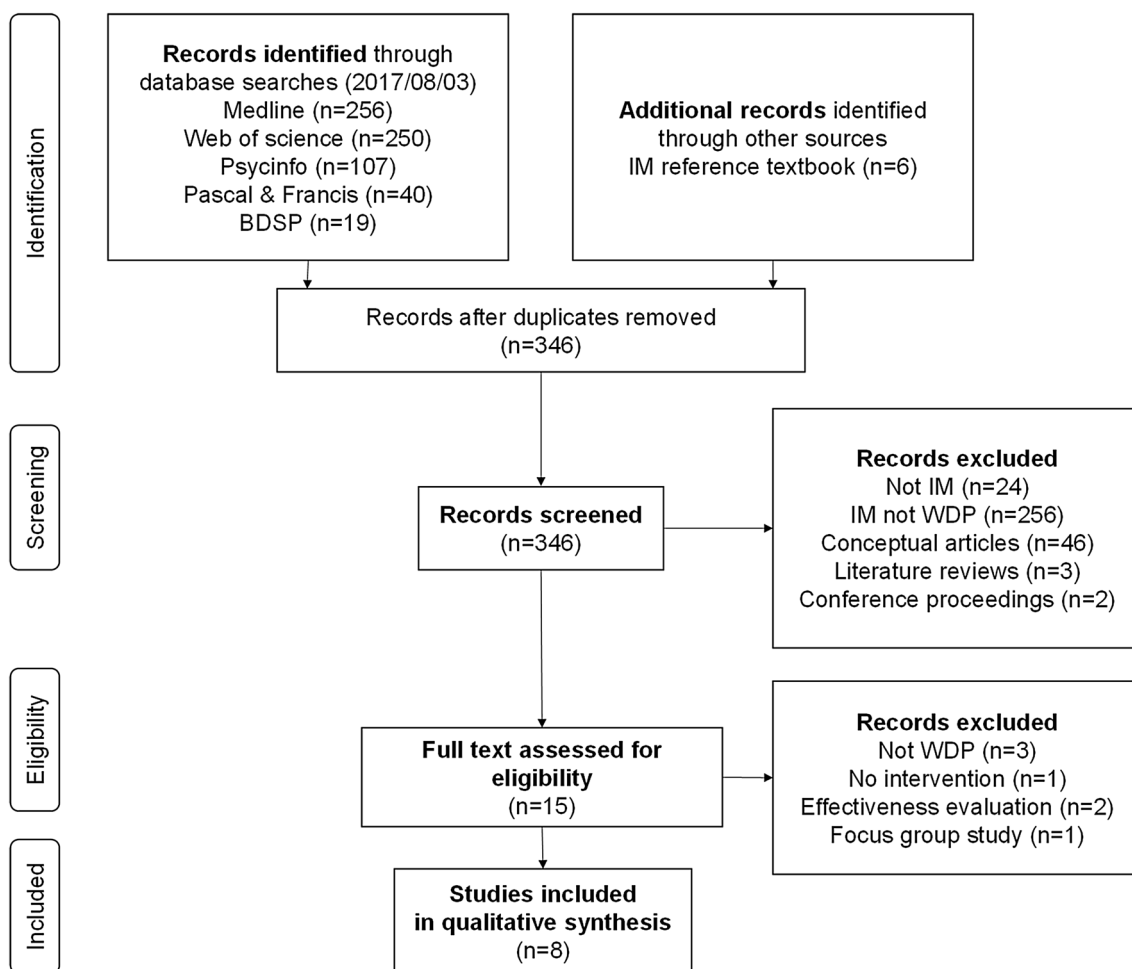 Identification
Records identified through
database searches (2017/08/03)
Medline (n=256)
Web of science (n=250)
Psycinfo (n=107)
Pascal & Francis (n=40)
BDSP (n=19)
Additional records identified
through other sources
IM reference textbook (n=6)
Records after duplicates removed
(n=346)
Screening
Records screened
(n=346)
Records excluded
Not IM (n=24)
IM not WDP (n=256)
Conceptual articles (n=46)
Literature reviews (n=3)
Conference proceedings (n=2)
Eligibility
Full text assessed for
eligibility
(n=15)
Records excluded
Not WDP (n=3)
No intervention (n=1)
Effectiveness evaluation (n=2)
Focus group study (n=1)
Included
Studies included
in qualitative synthesis
(n=8)